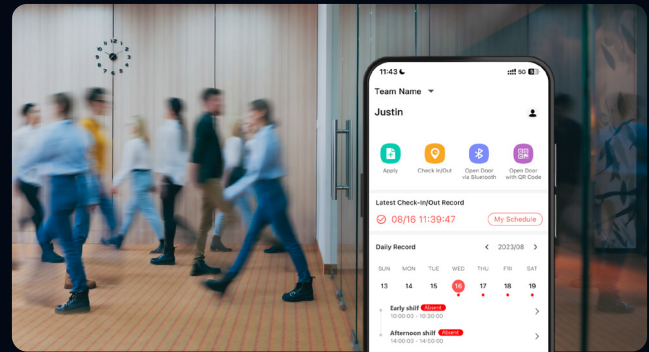 11:43
5G
Team Name
Justin
Apply
Check In/Out
Open Door via Bluetooth
Open Door with QR Code
Latest Check-In/Out Record
08/16 11:39:47
My Schedule
Daily Record
2023/08
SUN MON TUE WED THU FRI SAT
13 14 15 16 17 18 19
Early shilf Absent
10:00:00 - 10:30:00
Afternoon shilf Absent
14:00:00 - 14:50:00